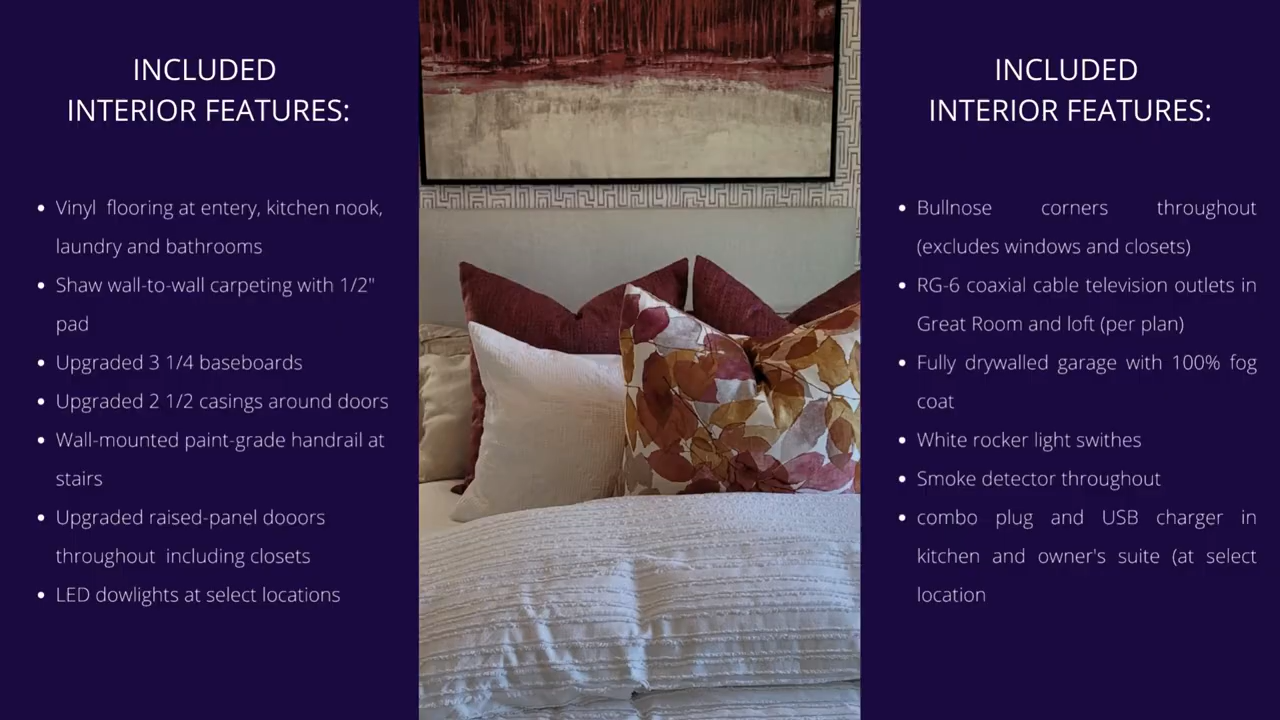 INCLUDED
INTERIOR FEATURES:
• Vinyl flooring at entery, kitchen nook,
laundry and bathrooms
• Shaw wall-to-wall carpeting with 1/2"
pad
• Upgraded 3 1/4 baseboards
• Upgraded 2 1/2 casings around doors
• Wall-mounted paint-grade handrail at
stairs
• Upgraded raised-panel dooors
throughout including closets
• LED dowlights at select locations
INCLUDED
INTERIOR FEATURES:
• Bullnose corners throughout
(excludes windows and closets)
• RG-6 coaxial cable television outlets in
Great Room and loft (per plan)
• Fully drywalled garage with 100% fog
coat
• White rocker light swithes
• Smoke detector throughout
• combo plug and USB charger in
kitchen and owner's suite (at select
location